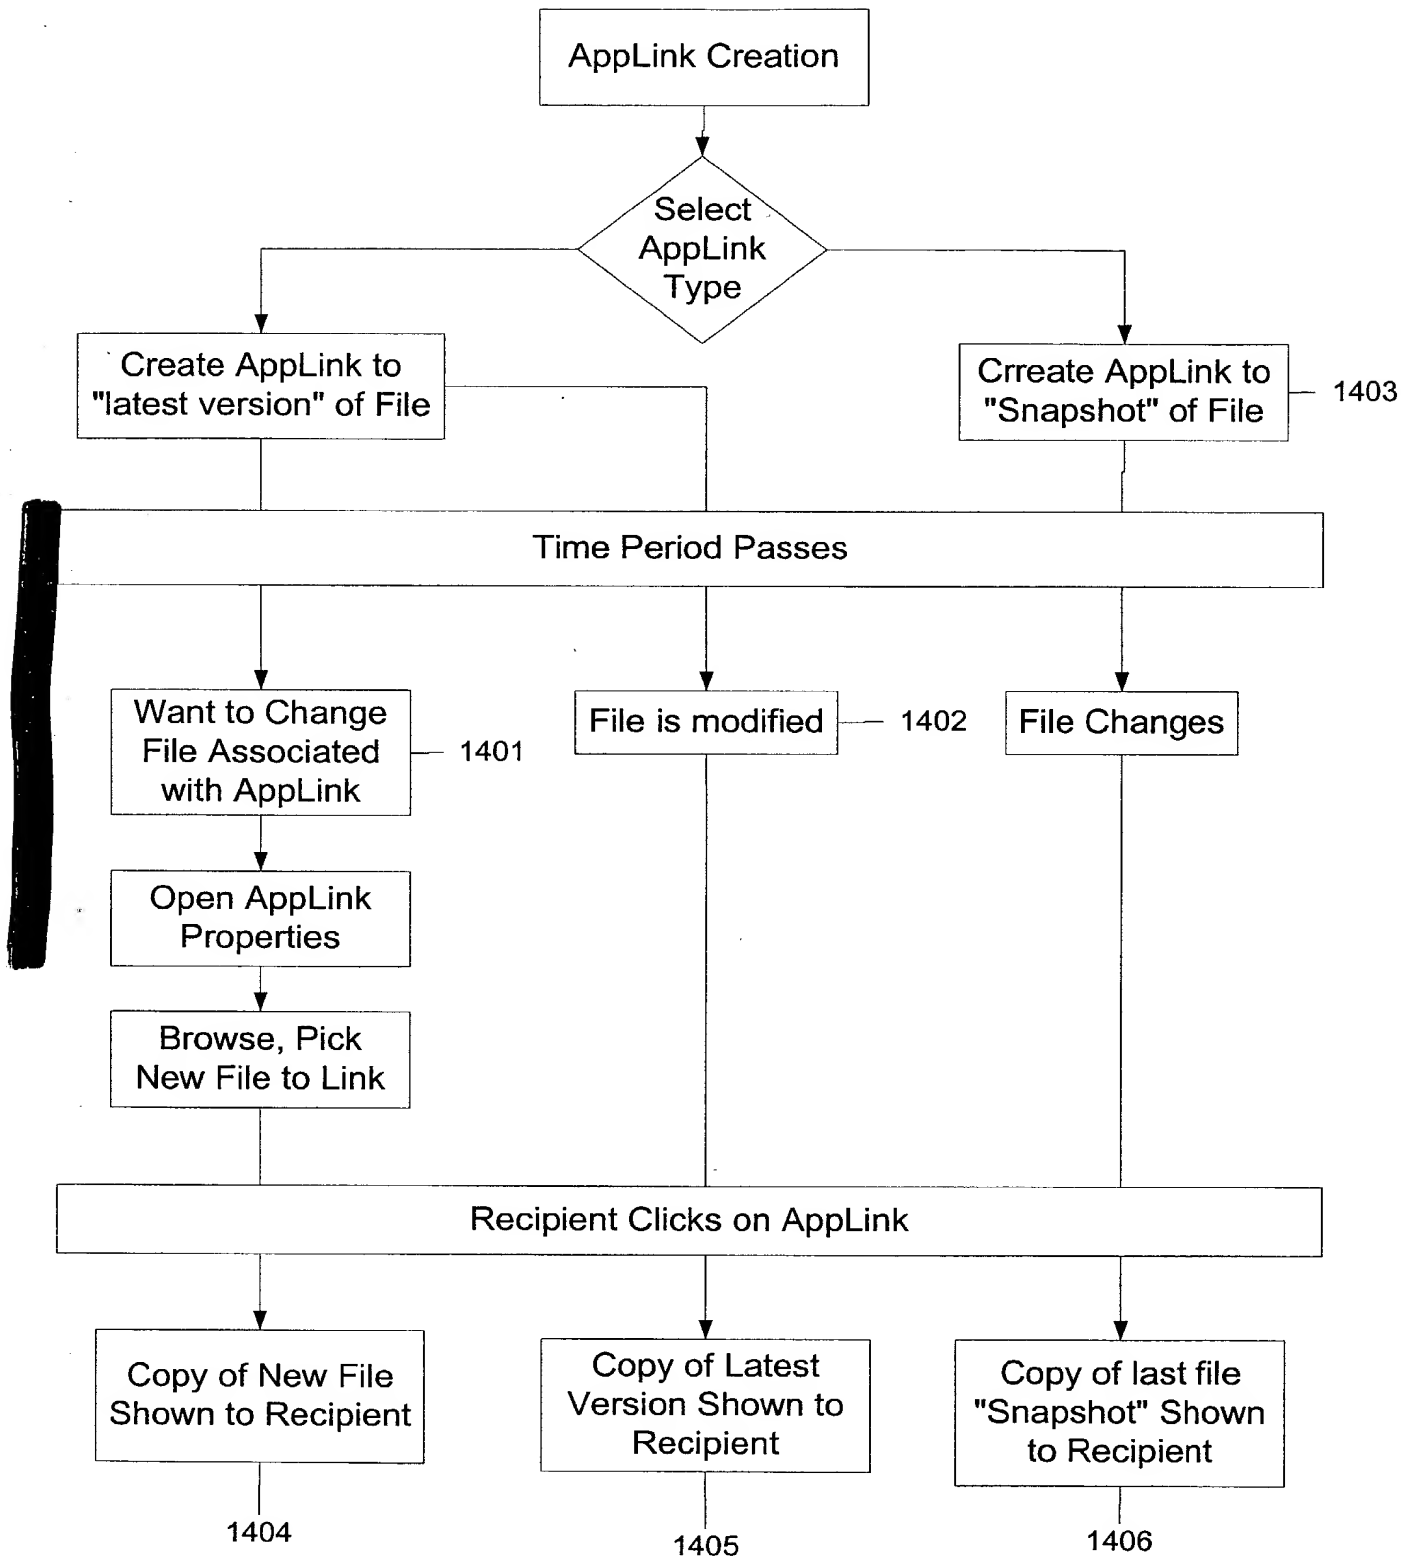 AppLink Creation
Select
AppLink
Type
Create AppLink to
"latest version" of File
Crreate AppLink to
"Snapshot" of File
1403
Time Period Passes
Want to Change
File Associated
with AppLink
1401
File is modified
1402
File Changes
Open AppLink
Properties
Browse, Pick
New File to Link
Recipient Clicks on AppLink
Copy of New File
Shown to Recipient
Copy of Latest
Version Shown to
Recipient
Copy of last file
"Snapshot" Shown
to Recipient
1404
1405
1406